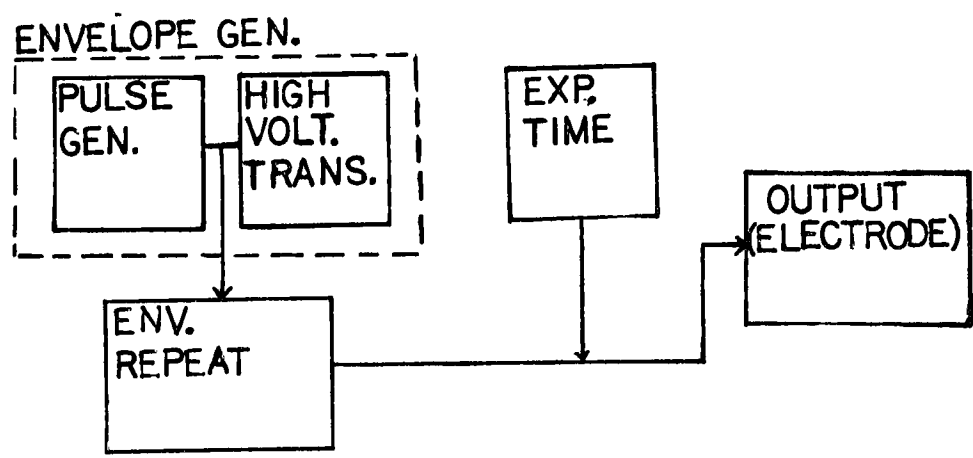 ENVELOPE GEN.
PULSE
GEN.
HIGH
VOLT.
TRANS.
EXP.
TIME
OUTPUT
(ELECTRODE)
ENV.
REPEAT